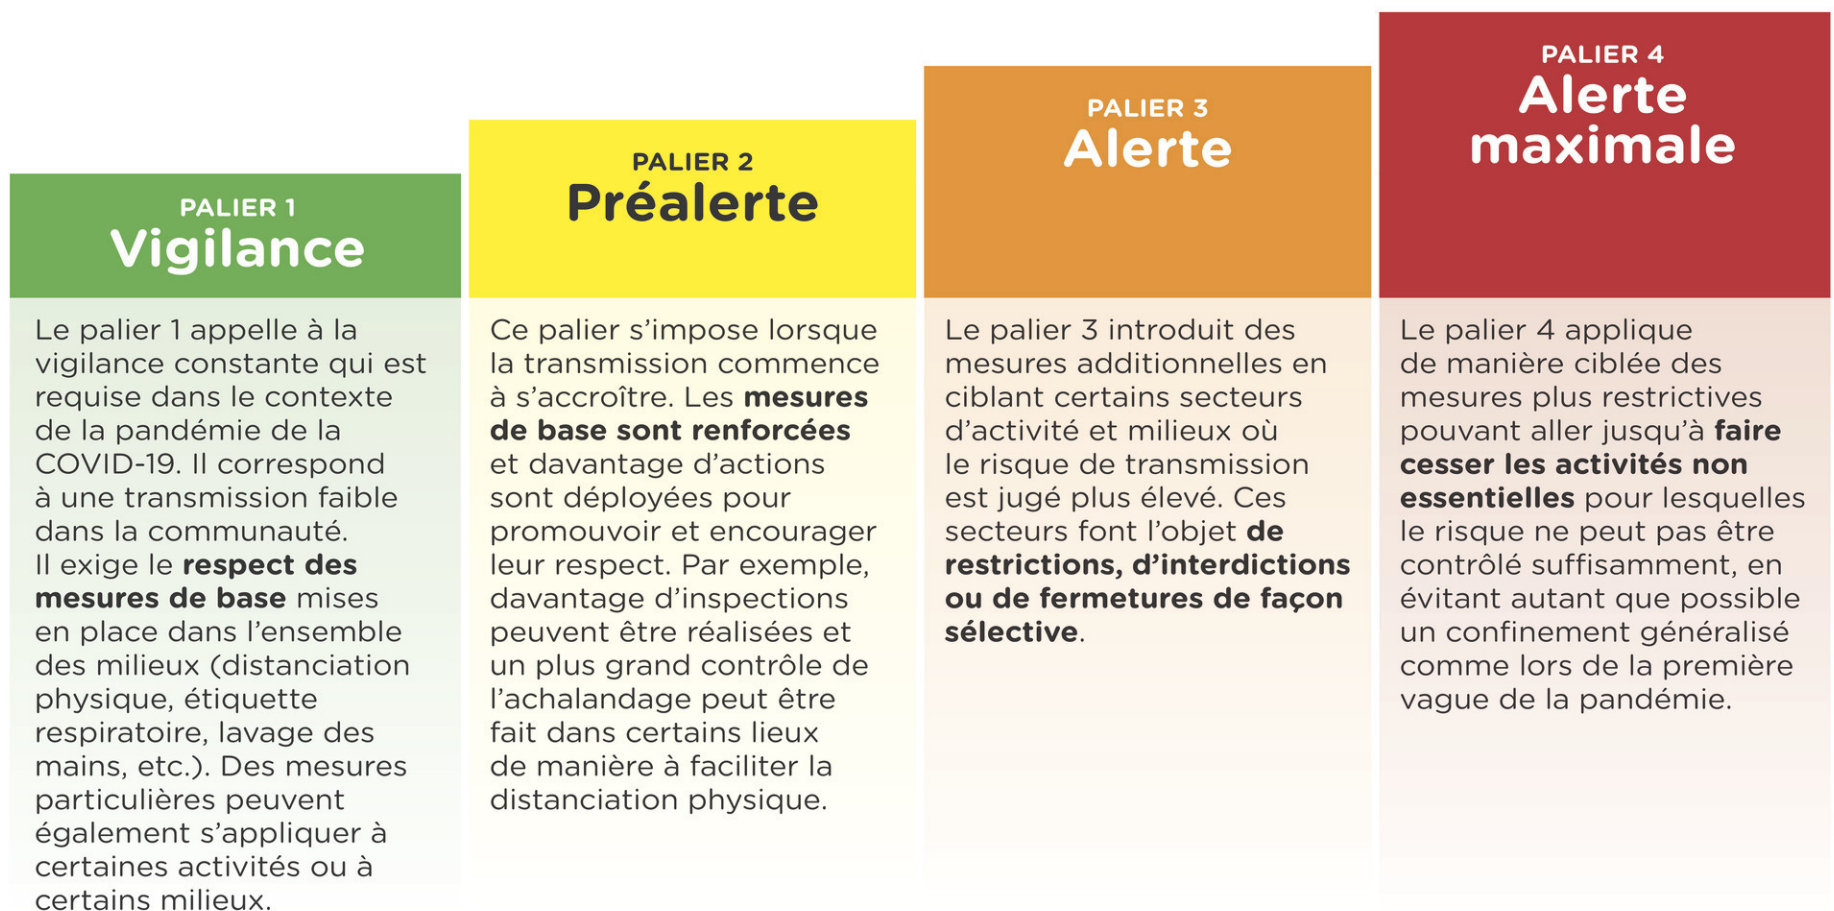 PALIER 1
Vigilance
Le palier 1 appelle à la
vigilance constante qui est
requise dans le contexte
de la pandémie de la
COVID-19. Il correspond
à une transmission faible
dans la communauté.
Il exige le respect des
mesures de base mises
en place dans l’ensemble
des milieux (distanciation
physique, étiquette
respiratoire, lavage des
mains, etc.). Des mesures
particulières peuvent
également s’appliquer à
certaines activités ou à
certains milieux.
PALIER 2
Préalerte
Ce palier s’impose lorsque
la transmission commence
à s’accroître. Les mesures
de base sont renforcées
et davantage d’actions
sont déployées pour
promouvoir et encourager
leur respect. Par exemple,
davantage d’inspections
peuvent être réalisées et
un plus grand contrôle de
l’achalandage peut être
fait dans certains lieux
de manière à faciliter la
distanciation physique.
PALIER 3
Alerte
Le palier 3 introduit des
mesures additionnelles en
ciblant certains secteurs
d’activité et milieux où
le risque de transmission
est jugé plus élevé. Ces
secteurs font l’objet de
restrictions, d’interdictions
ou de fermetures de façon
sélective.
PALIER 4
Alerte
maximale
Le palier 4 applique
de manière ciblée des
mesures plus restrictives
pouvant aller jusqu’à faire
cesser les activités non
essentielles pour lesquelles
le risque ne peut pas être
contrôlé suffisamment, en
évitant autant que possible
un confinement généralisé
comme lors de la première
vague de la pandémie.